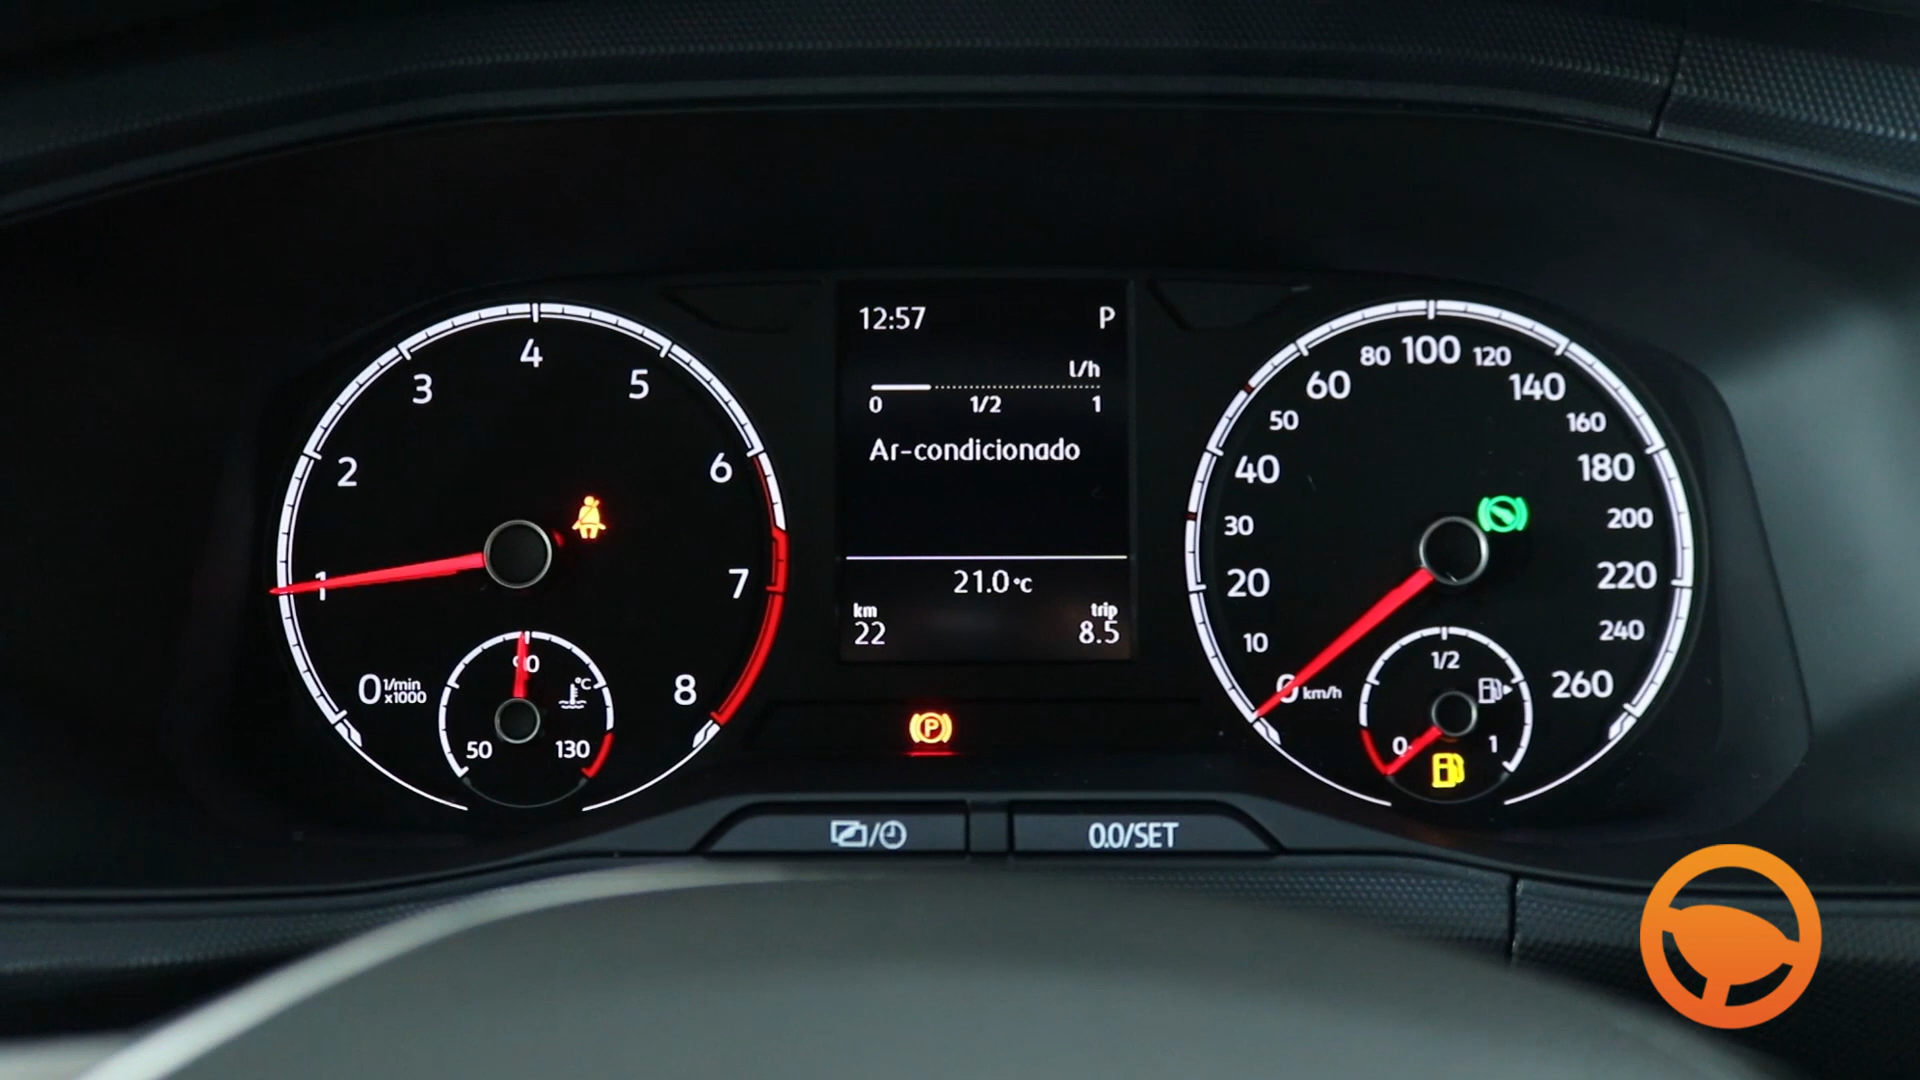 4
3
5
2
6
1
7
0 1/min x1000
8
90
°C
50
130
12:57 P
l/h
0 1/2 1
Ar-condicionado
21.0°C
km trip
22 8.5
P
/
0.0/SET
80 100 120
60 140
50 160
40 180
30 200
20 220
10 240
0 km/h 260
1/2
0 1